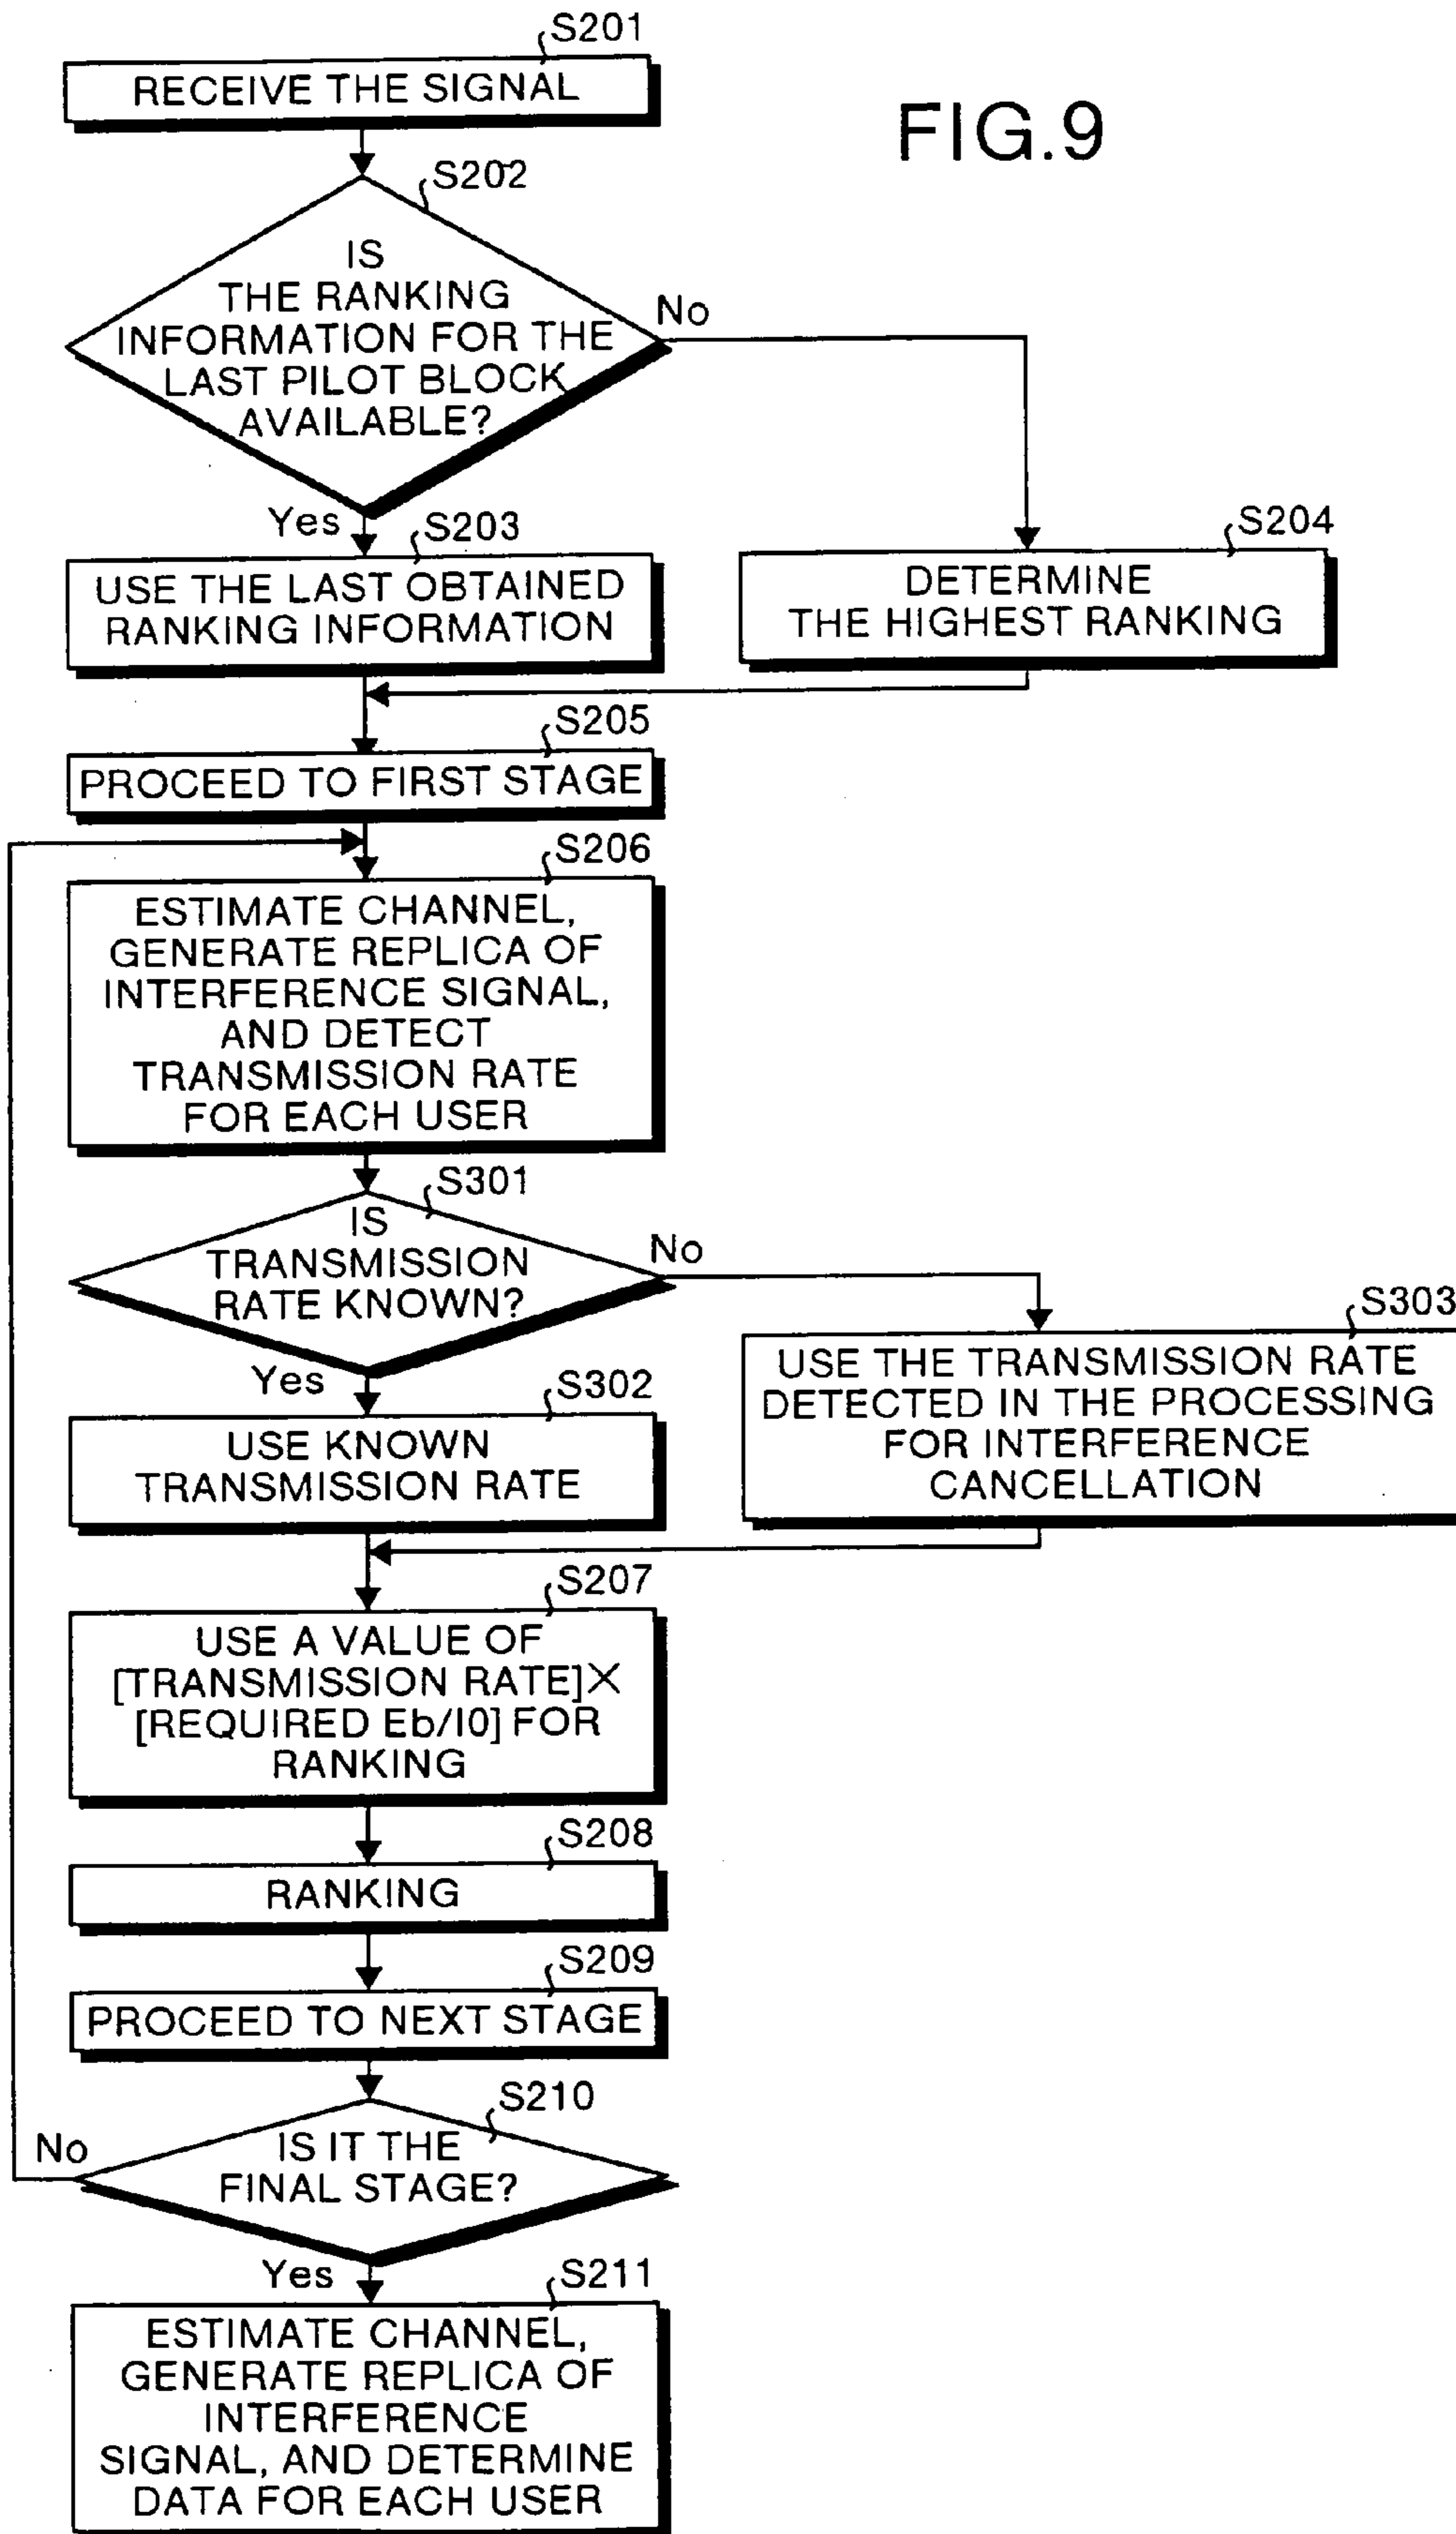 S201
RECEIVE THE SIGNAL
FIG.9
S202
IS
THE RANKING
INFORMATION FOR THE
LAST PILOT BLOCK
AVAILABLE?
No
Yes
S203
USE THE LAST OBTAINED
RANKING INFORMATION
S204
DETERMINE
THE HIGHEST RANKING
S205
PROCEED TO FIRST STAGE
S206
ESTIMATE CHANNEL,
GENERATE REPLICA OF
INTERFERENCE SIGNAL,
AND DETECT
TRANSMISSION RATE
FOR EACH USER
S301
IS
TRANSMISSION
RATE KNOWN?
No
Yes
S302
USE KNOWN
TRANSMISSION RATE
S303
USE THE TRANSMISSION RATE
DETECTED IN THE PROCESSING
FOR INTERFERENCE
CANCELLATION
S207
USE A VALUE OF
[TRANSMISSION RATE]×
[REQUIRED Eb/I0] FOR
RANKING
S208
RANKING
S209
PROCEED TO NEXT STAGE
S210
IS IT THE
FINAL STAGE?
No
Yes
S211
ESTIMATE CHANNEL,
GENERATE REPLICA OF
INTERFERENCE
SIGNAL, AND DETERMINE
DATA FOR EACH USER